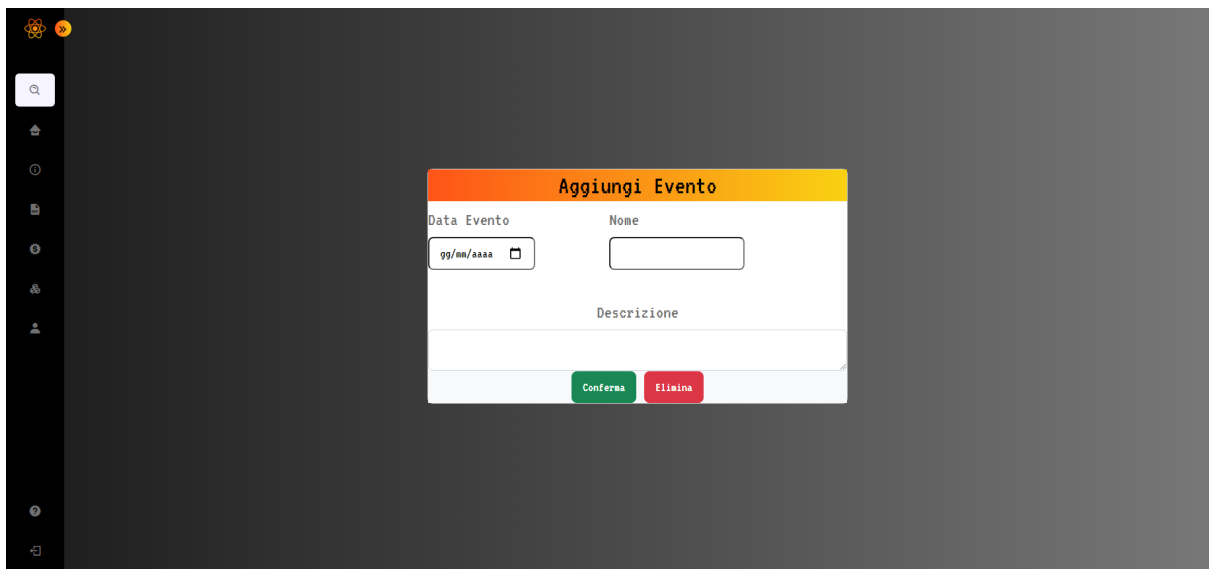 Aggiungi Evento
Data Evento Nome
gg/mm/aaaa
Descrizione
Conferma Elimina